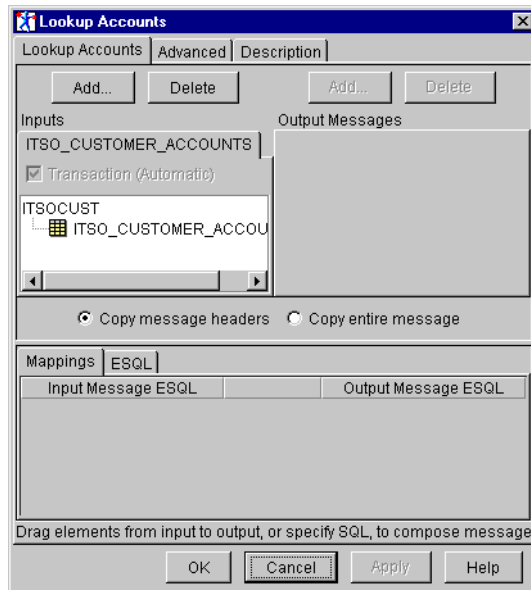 Lookup Accounts
Lookup Accounts Advanced Description
Add... Delete Add... Delete
Inputs Output Messages
ITSO_CUSTOMER_ACCOUNTS
Transaction (Automatic)
ITSOCUST
ITSO_CUSTOMER_ACCOU
Copy message headers Copy entire message
Mappings ESQL
Input Message ESQL Output Message ESQL
Drag elements from input to output, or specify SQL, to compose message
OK Cancel Apply Help